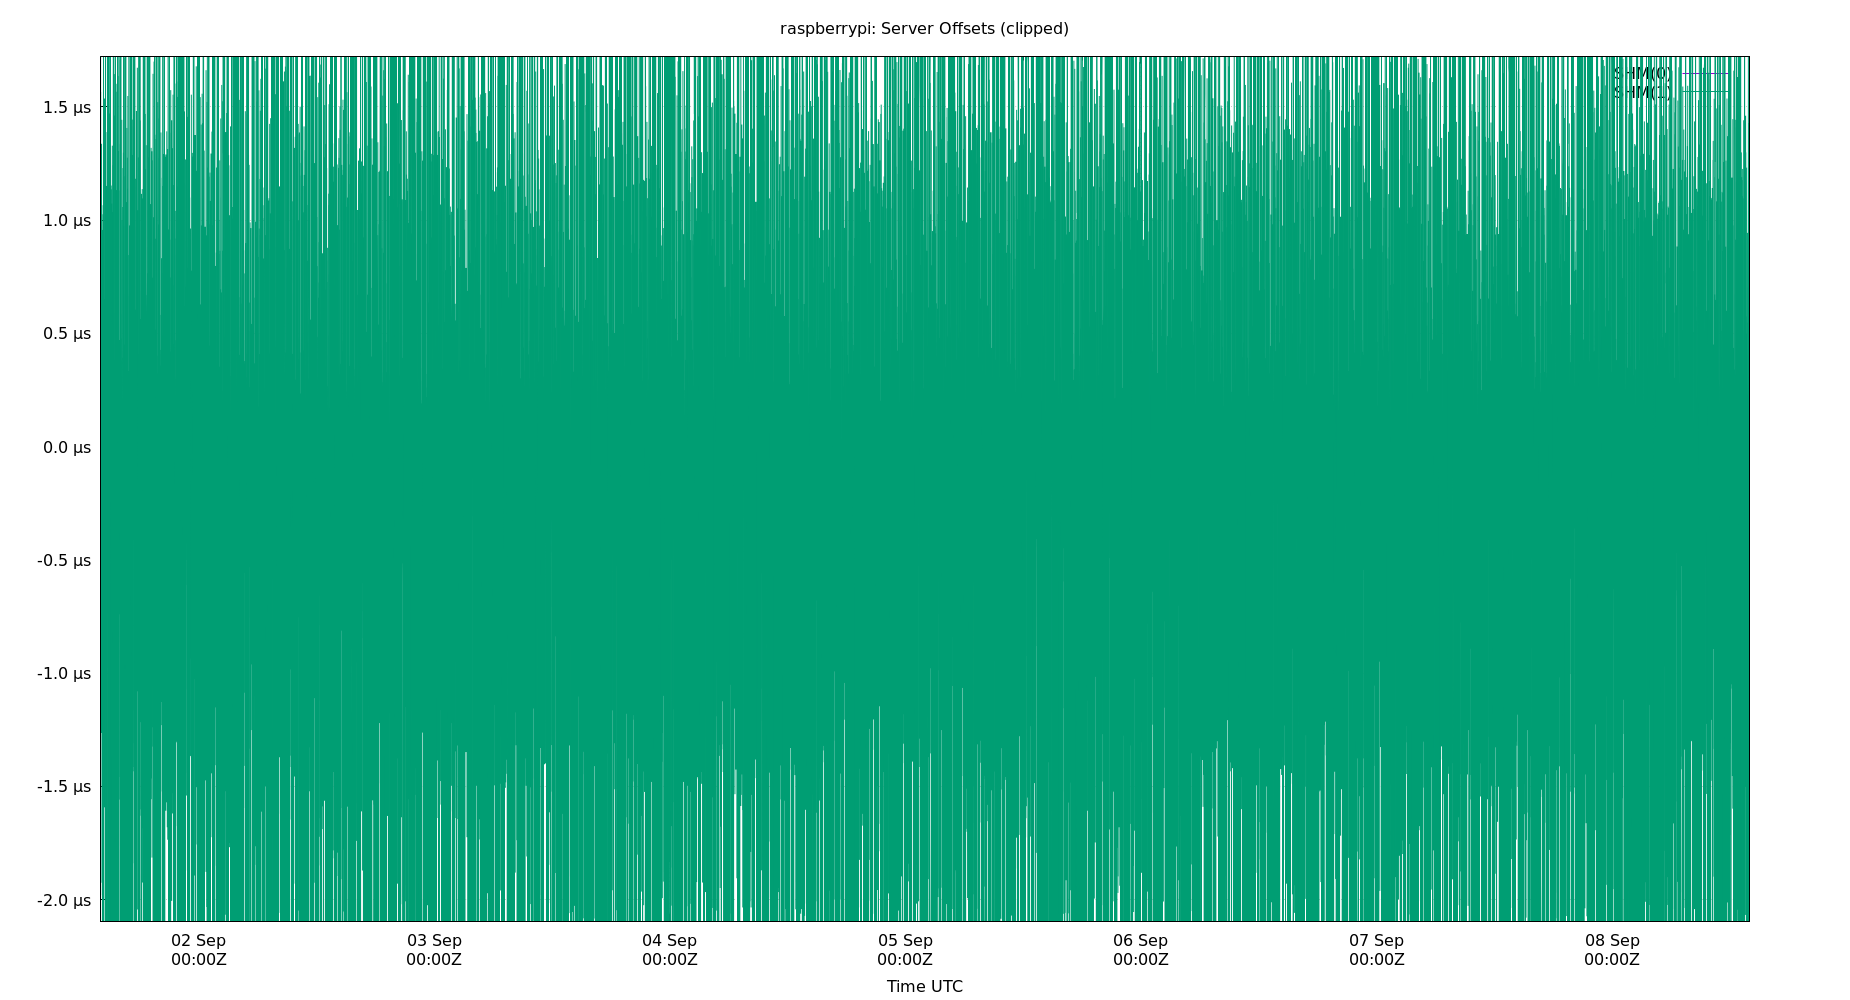 raspberrypi: Server Offsets (clipped)
SHM(0)
SHM(1)
1.5 µs
1.0 µs
0.5 µs
0.0 µs
-0.5 µs
-1.0 µs
-1.5 µs
-2.0 µs
02 Sep 03 Sep 04 Sep 05 Sep 06 Sep 07 Sep 08 Sep
00:00Z 00:00Z 00:00Z 00:00Z 00:00Z 00:00Z 00:00Z
Time UTC